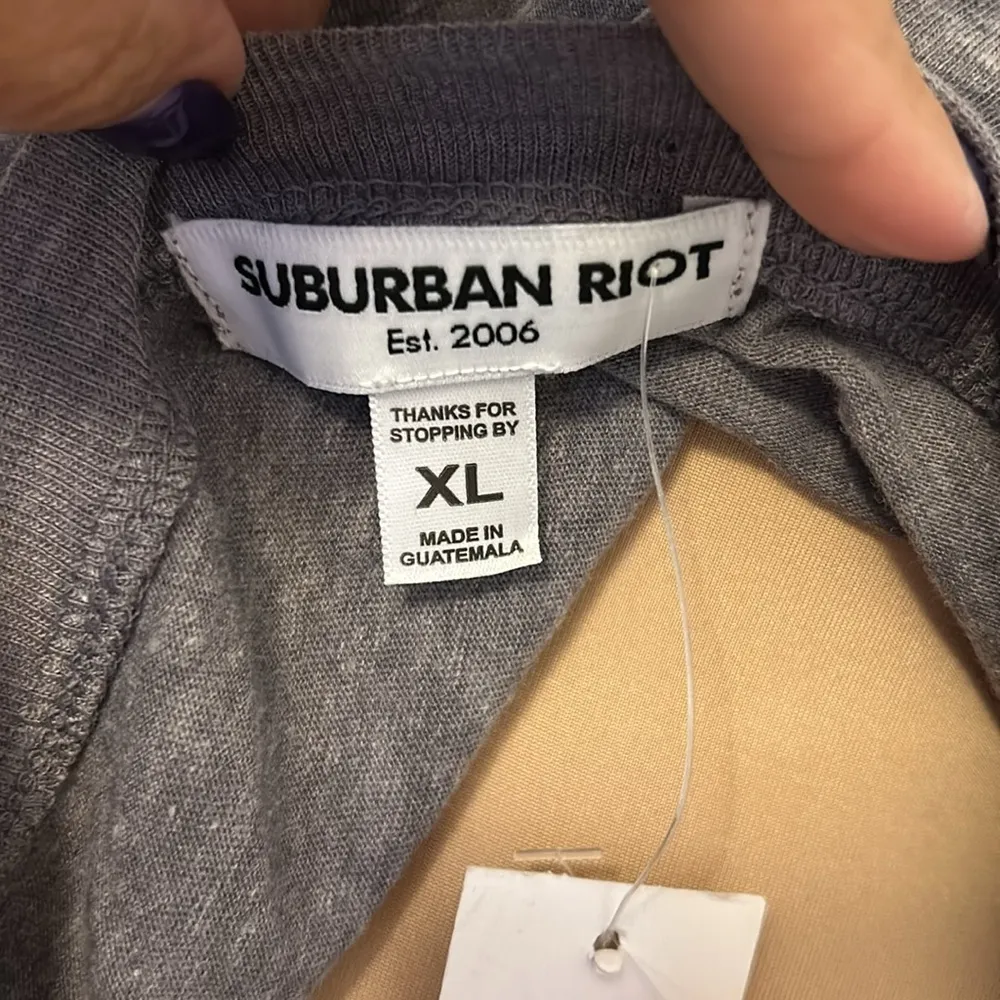 SUBURBAN RIOT
Est. 2006
THANKS FOR
STOPPING BY
XL
MADE IN
GUATEMALA